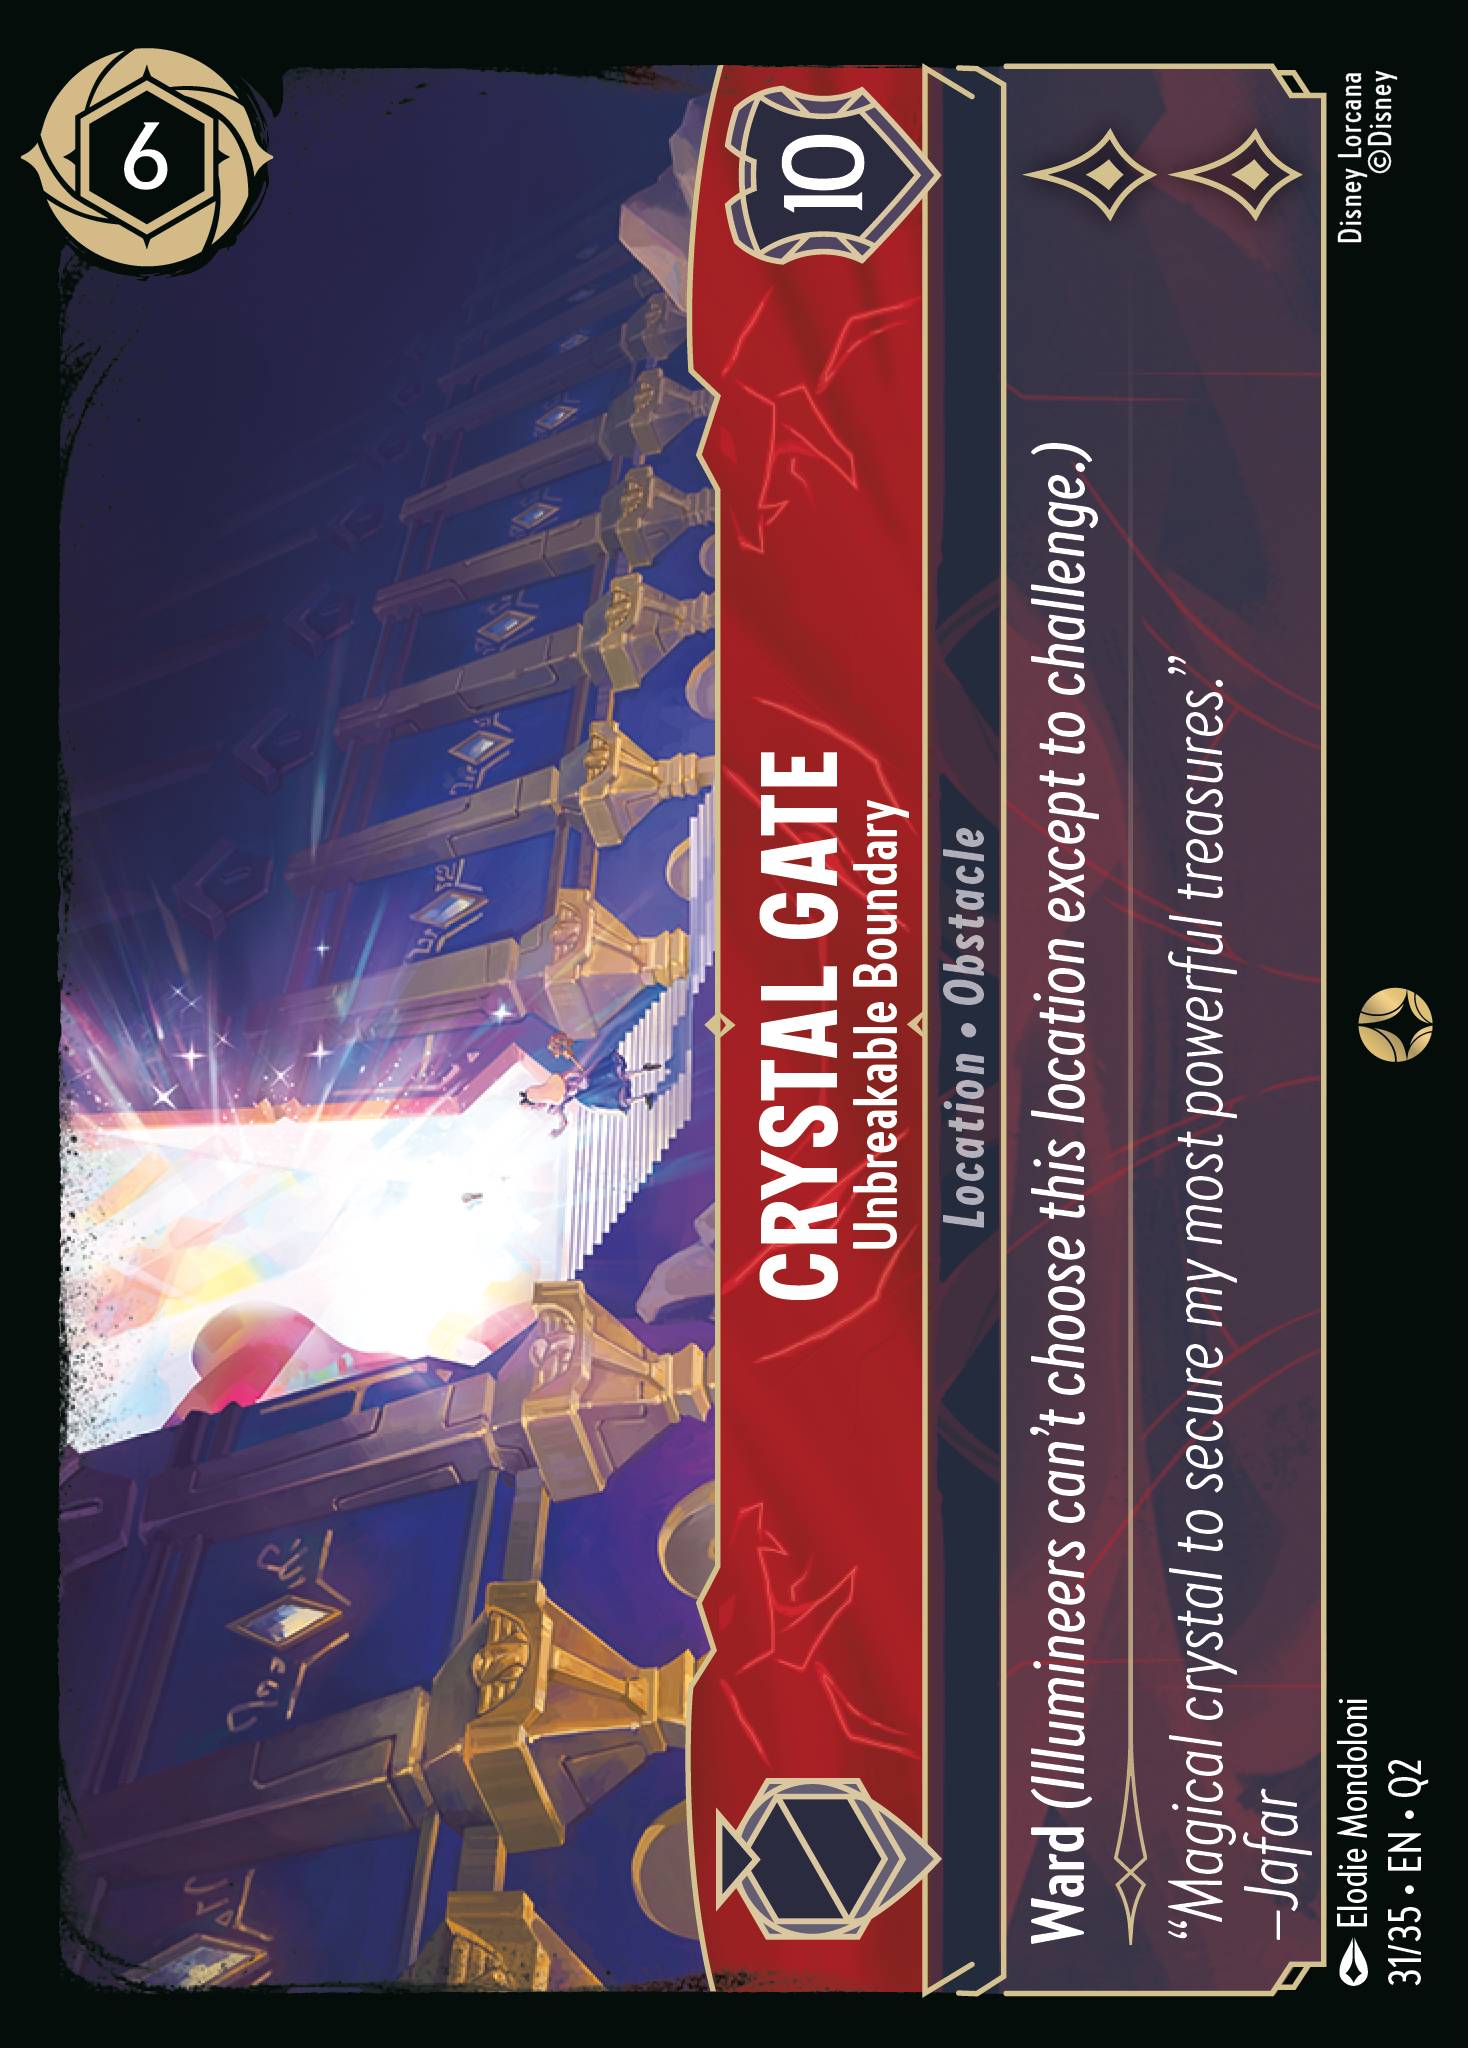 6
CRYSTAL GATE
Unbreakable Boundary
10
Location • Obstacle
Ward (Illumineers can't choose this location except to challenge.)
“Magical crystal to secure my most powerful treasures.”
—Jafar
Elodie Mondoloni
31/35 • EN • Q2
Disney Lorcana
©Disney